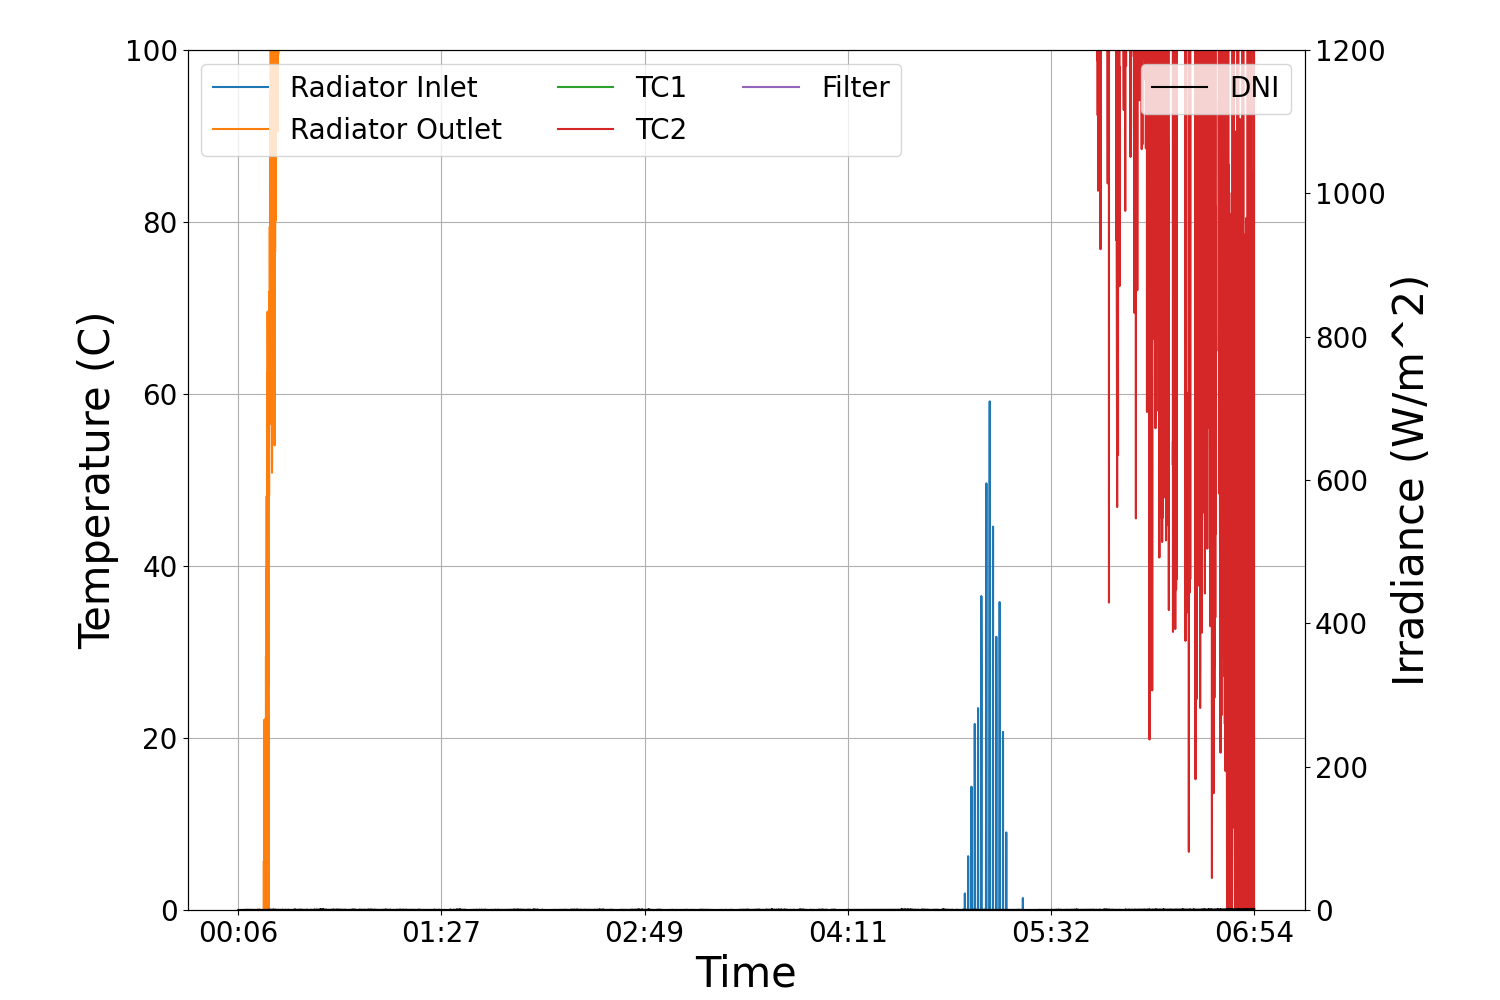 100
80
60
40
20
0
Temperature (C)
Radiator Inlet
Radiator Outlet
TC1
TC2
Filter
DNI
1200
1000
800
600
400
200
0
Irradiance (W/m^2)
00:06
01:27
02:49
04:11
05:32
06:54
Time